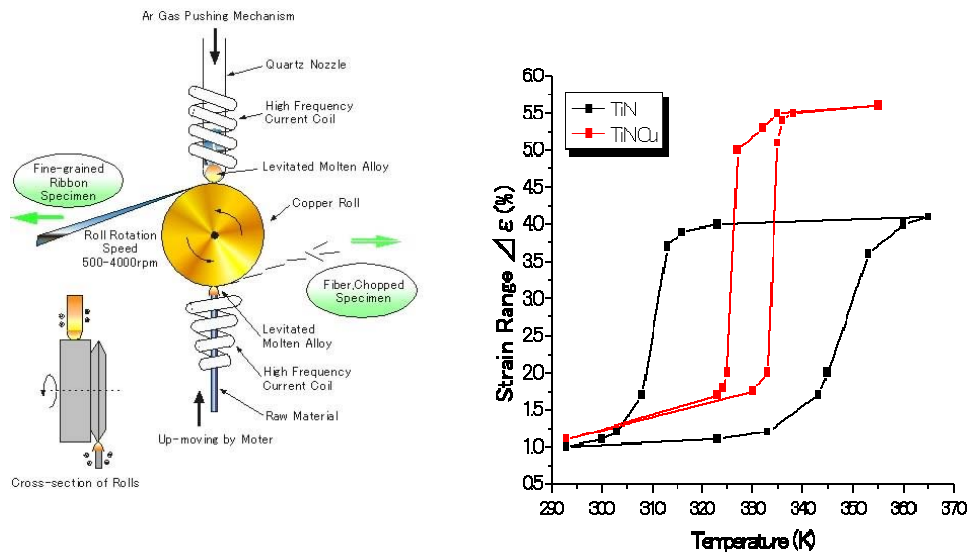 Ar Gas Pushing Mechanism
Quartz Nozzle
High Frequency
Current Coil
Levitated Molten Alloy
Fine-grained
Ribbon
Specimen
Copper Roll
Roll Rotation
Speed
500-4000rpm
Fiber,Chopped
Specimen
Levitated
Molten Alloy
High Frequency
Current Coil
Raw Material
Up-moving by Moter
Cross-section of Rolls
Strain Range ⊿ε(%)
6.0
5.5
5.0
4.5
4.0
3.5
3.0
2.5
2.0
1.5
1.0
0.5
TiN
TiNCu
290 300 310 320 330 340 350 360 370
Temperature (K)